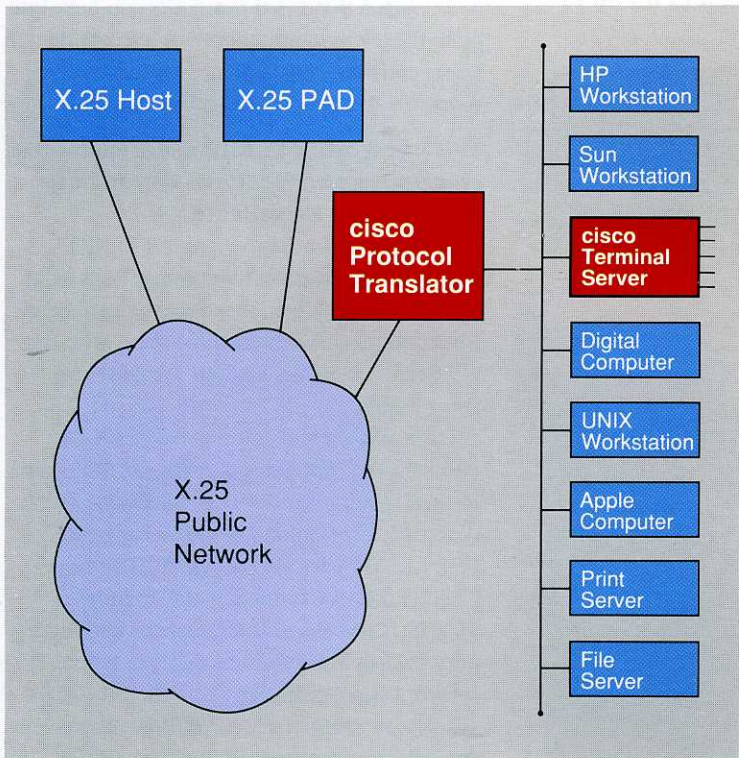 X.25 Host
X.25 PAD
cisco
Protocol
Translator
X.25
Public
Network
HP
Workstation
Sun
Workstation
cisco
Terminal
Server
Digital
Computer
UNIX
Workstation
Apple
Computer
Print
Server
File
Server